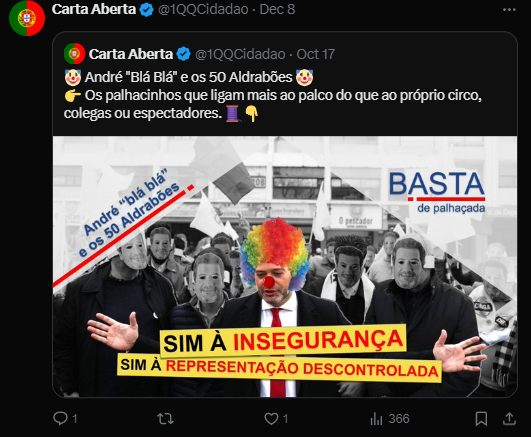 Carta Aberta @1QQCidadao · Dec 8
Carta Aberta @1QQCidadao · Oct 17
🤡 André "Blá Blá" e os 50 Aldrabões 🤡
👉 Os palhacinhos que ligam mais ao palco do que ao próprio circo,
colegas ou espectadores. 🧵👇
André "blá blá"
e os 50 Aldrabões
BASTA
de palhaçada
o pescador
SIM À INSEGURANÇA
SIM À REPRESENTAÇÃO DESCONTROLADA
1
1
366